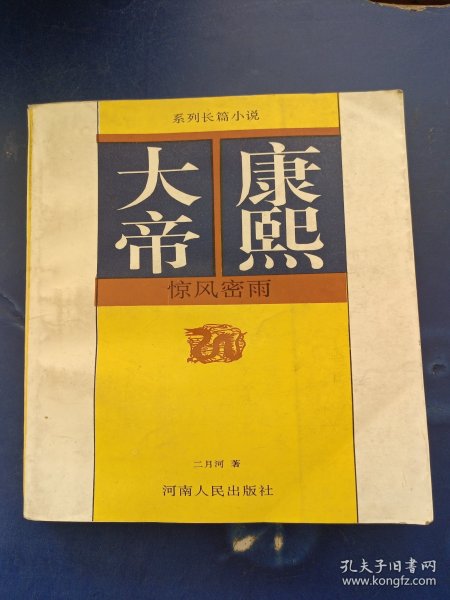 系列长篇小说
康熙
大帝
惊风密雨
二月河 著
河南人民出版社
孔夫子旧书网
www.kongfz.com